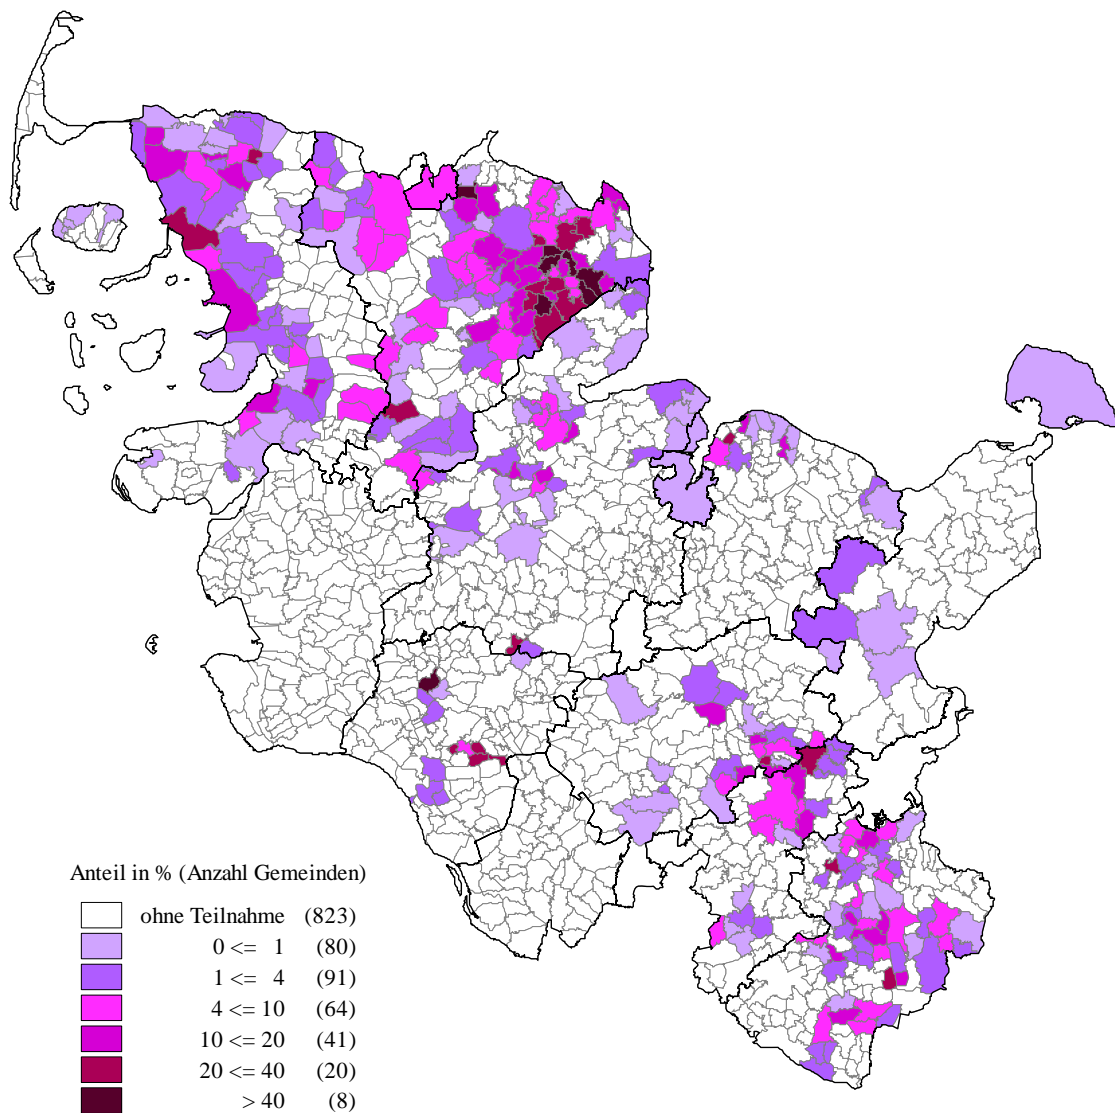 Anteil in % (Anzahl Gemeinden)
ohne Teilnahme (823)
0 <= 1 (80)
1 <= 4 (91)
4 <= 10 (64)
10 <= 20 (41)
20 <= 40 (20)
> 40 (8)